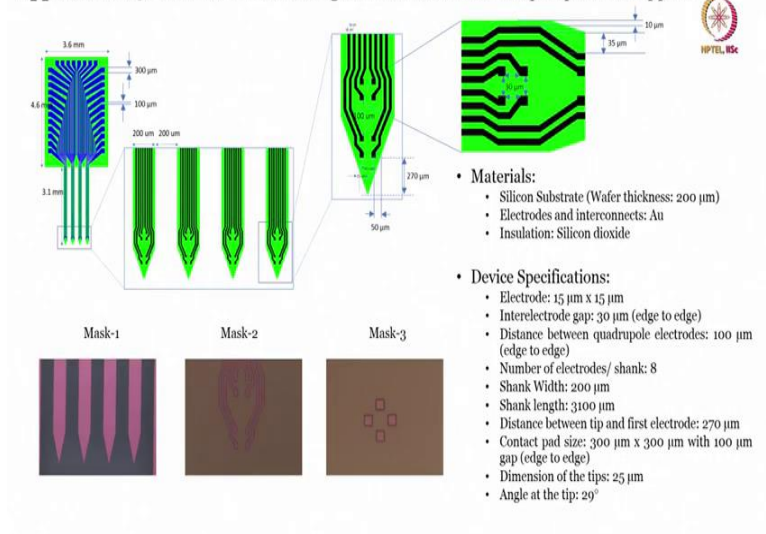 NPTEL, IISc
3.6 mm
300 µm
100 µm
4.6 m
3.1 mm
200 um 200 um
100 µm
270 µm
50 µm
10 µm
35 µm
• Materials:
• Silicon Substrate (Wafer thickness: 200 µm)
• Electrodes and interconnects: Au
• Insulation: Silicon dioxide
• Device Specifications:
• Electrode: 15 µm x 15 µm
• Interelectrode gap: 30 µm (edge to edge)
• Distance between quadrupole electrodes: 100 µm
(edge to edge)
• Number of electrodes/ shank: 8
• Shank Width: 200 µm
• Shank length: 3100 µm
• Distance between tip and first electrode: 270 µm
• Contact pad size: 300 µm x 300 µm with 100 µm
gap (edge to edge)
• Dimension of the tips: 25 µm
• Angle at the tip: 29°
Mask-1 Mask-2 Mask-3